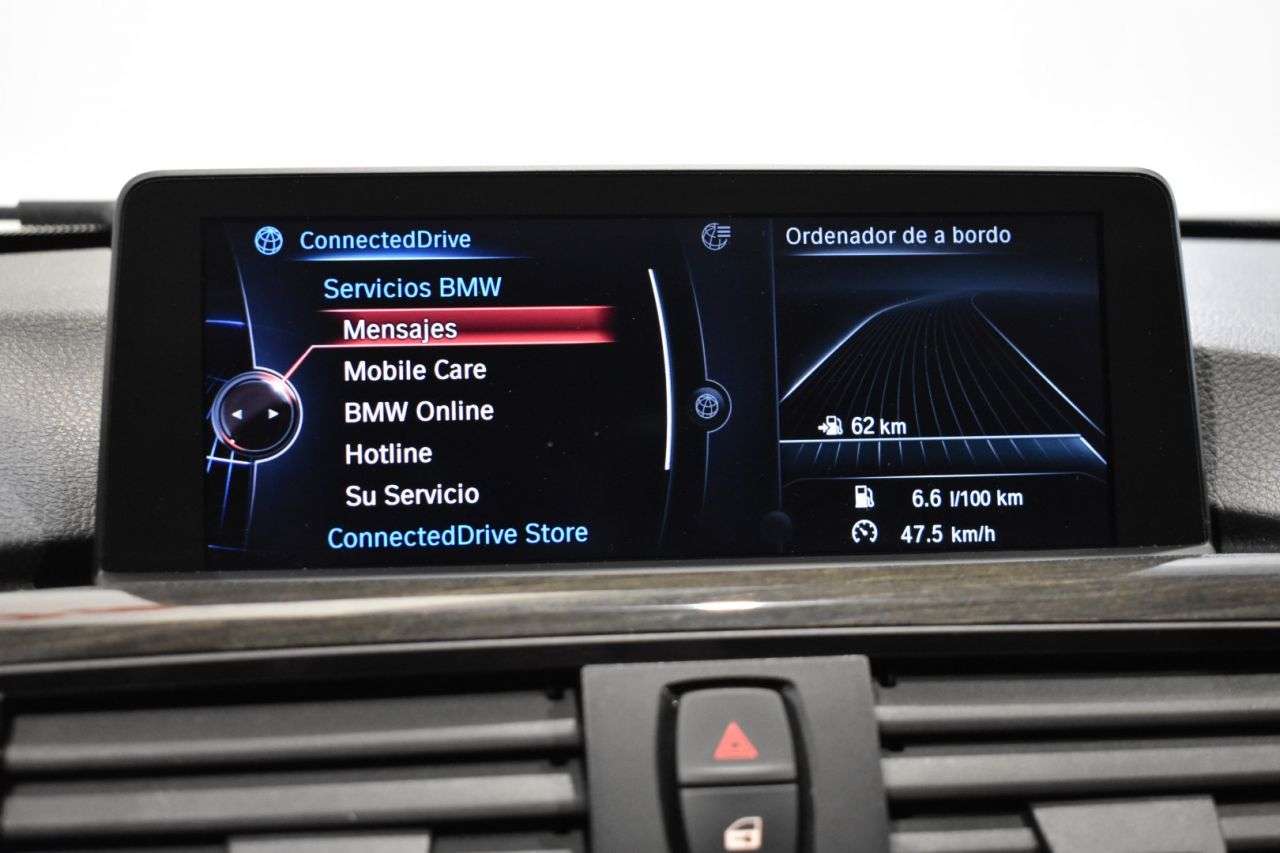 ConnectedDrive
Servicios BMW
Mensajes
Mobile Care
BMW Online
Hotline
Su Servicio
ConnectedDrive Store
Ordenador de a bordo
62 km
6.6 l/100 km
47.5 km/h